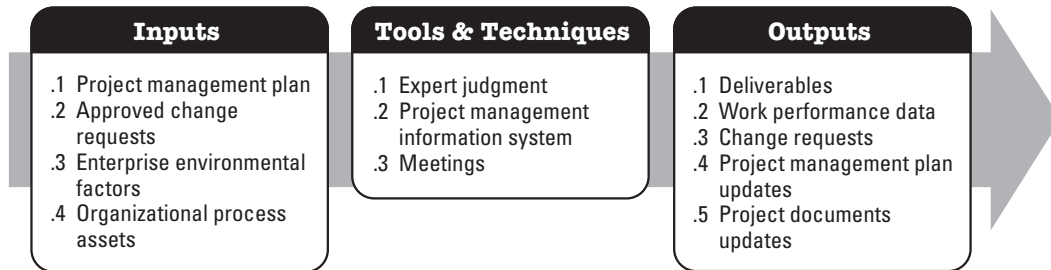 Inputs
.1 Project management plan
.2 Approved change
requests
.3 Enterprise environmental
factors
.4 Organizational process
assets
Tools & Techniques
.1 Expert judgment
.2 Project management
information system
.3 Meetings
Outputs
.1 Deliverables
.2 Work performance data
.3 Change requests
.4 Project management plan
updates
.5 Project documents
updates